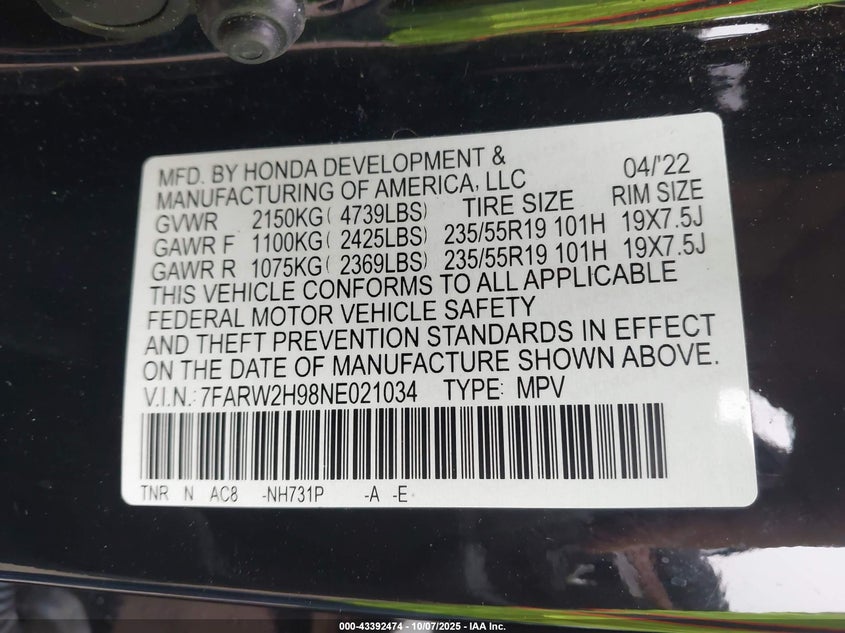 MFD. BY HONDA DEVELOPMENT & 04/'22
MANUFACTURING OF AMERICA, LLC
GVWR 2150KG( 4739LBS) TIRE SIZE RIM SIZE
GAWR F 1100KG( 2425LBS) 235/55R19 101H 19X7.5J
GAWR R 1075KG( 2369LBS) 235/55R19 101H 19X7.5J
THIS VEHICLE CONFORMS TO ALL APPLICABLE
FEDERAL MOTOR VEHICLE SAFETY
AND THEFT PREVENTION STANDARDS IN EFFECT
ON THE DATE OF MANUFACTURE SHOWN ABOVE.
V.I.N.: 7FARW2H98NE021034 TYPE: MPV
TNR N AC8 -NH731P -A -E
000-43392474 - 10/07/2025 - IAA Inc.